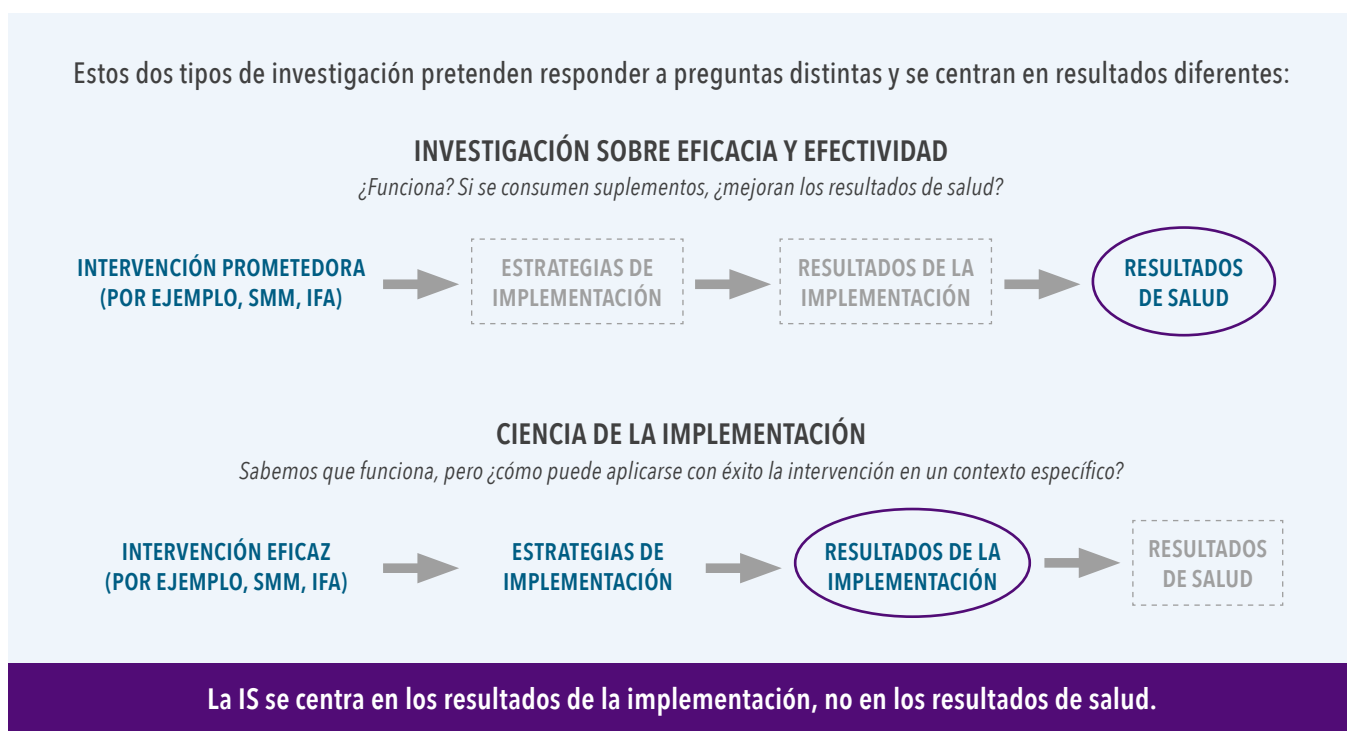 Estos dos tipos de investigación pretenden responder a preguntas distintas y se centran en resultados diferentes:
INVESTIGACIÓN SOBRE EFICACIA Y EFECTIVIDAD
¿Funciona? Si se consumen suplementos, ¿mejoran los resultados de salud?
INTERVENCIÓN PROMETEDORA
(POR EJEMPLO, SMM, IFA)
ESTRATEGIAS DE
IMPLEMENTACIÓN
RESULTADOS DE LA
IMPLEMENTACIÓN
RESULTADOS
DE SALUD
CIENCIA DE LA IMPLEMENTACIÓN
Sabemos que funciona, pero ¿cómo puede aplicarse con éxito la intervención en un contexto específico?
INTERVENCIÓN EFICAZ
(POR EJEMPLO, SMM, IFA)
ESTRATEGIAS DE
IMPLEMENTACIÓN
RESULTADOS DE LA
IMPLEMENTACIÓN
RESULTADOS
DE SALUD
La IS se centra en los resultados de la implementación, no en los resultados de salud.